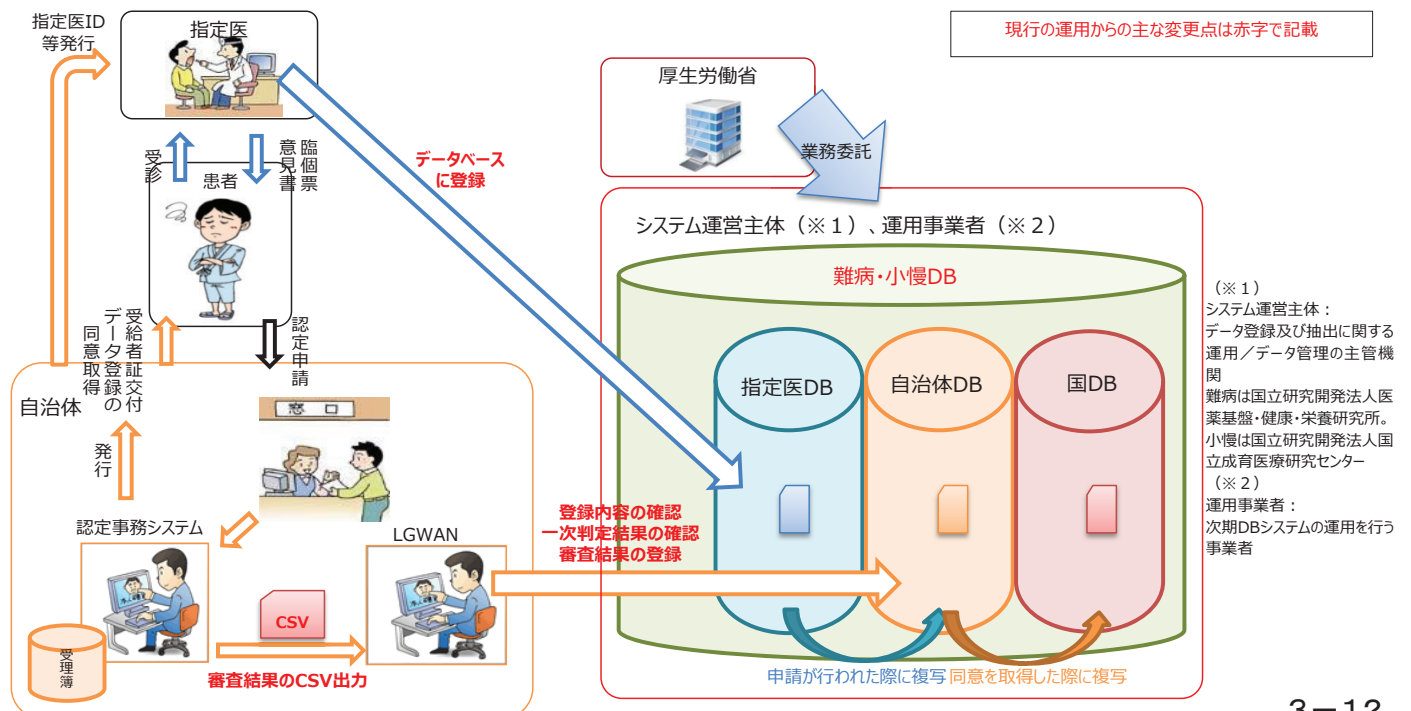 指定医ID
等発行
指定医
現行の運用からの主な変更点は赤字で記載
厚生労働省
業務委託
受診
臨個票
意見書
患者
データベース
に登録
システム運営主体（※１）、運用事業者（※２）
難病・小慢DB
指定医DB
自治体DB
国DB
（※１）
システム運営主体：
データ登録及び抽出に関する
運用／データ管理の主管機
関
難病は国立研究開発法人医
薬基盤・健康・栄養研究所。
小慢は国立研究開発法人国
立成育医療研究センター
（※２）
運用事業者：
次期DBシステムの運用を行う
事業者
受給者証交付
データ登録の
同意取得
認定申請
自治体
窓口
発行
認定事務システム
LGWAN
登録内容の確認
一次判定結果の確認
審査結果の登録
CSV
受理簿
審査結果のCSV出力
申請が行われた際に複写
同意を取得した際に複写
３－１２